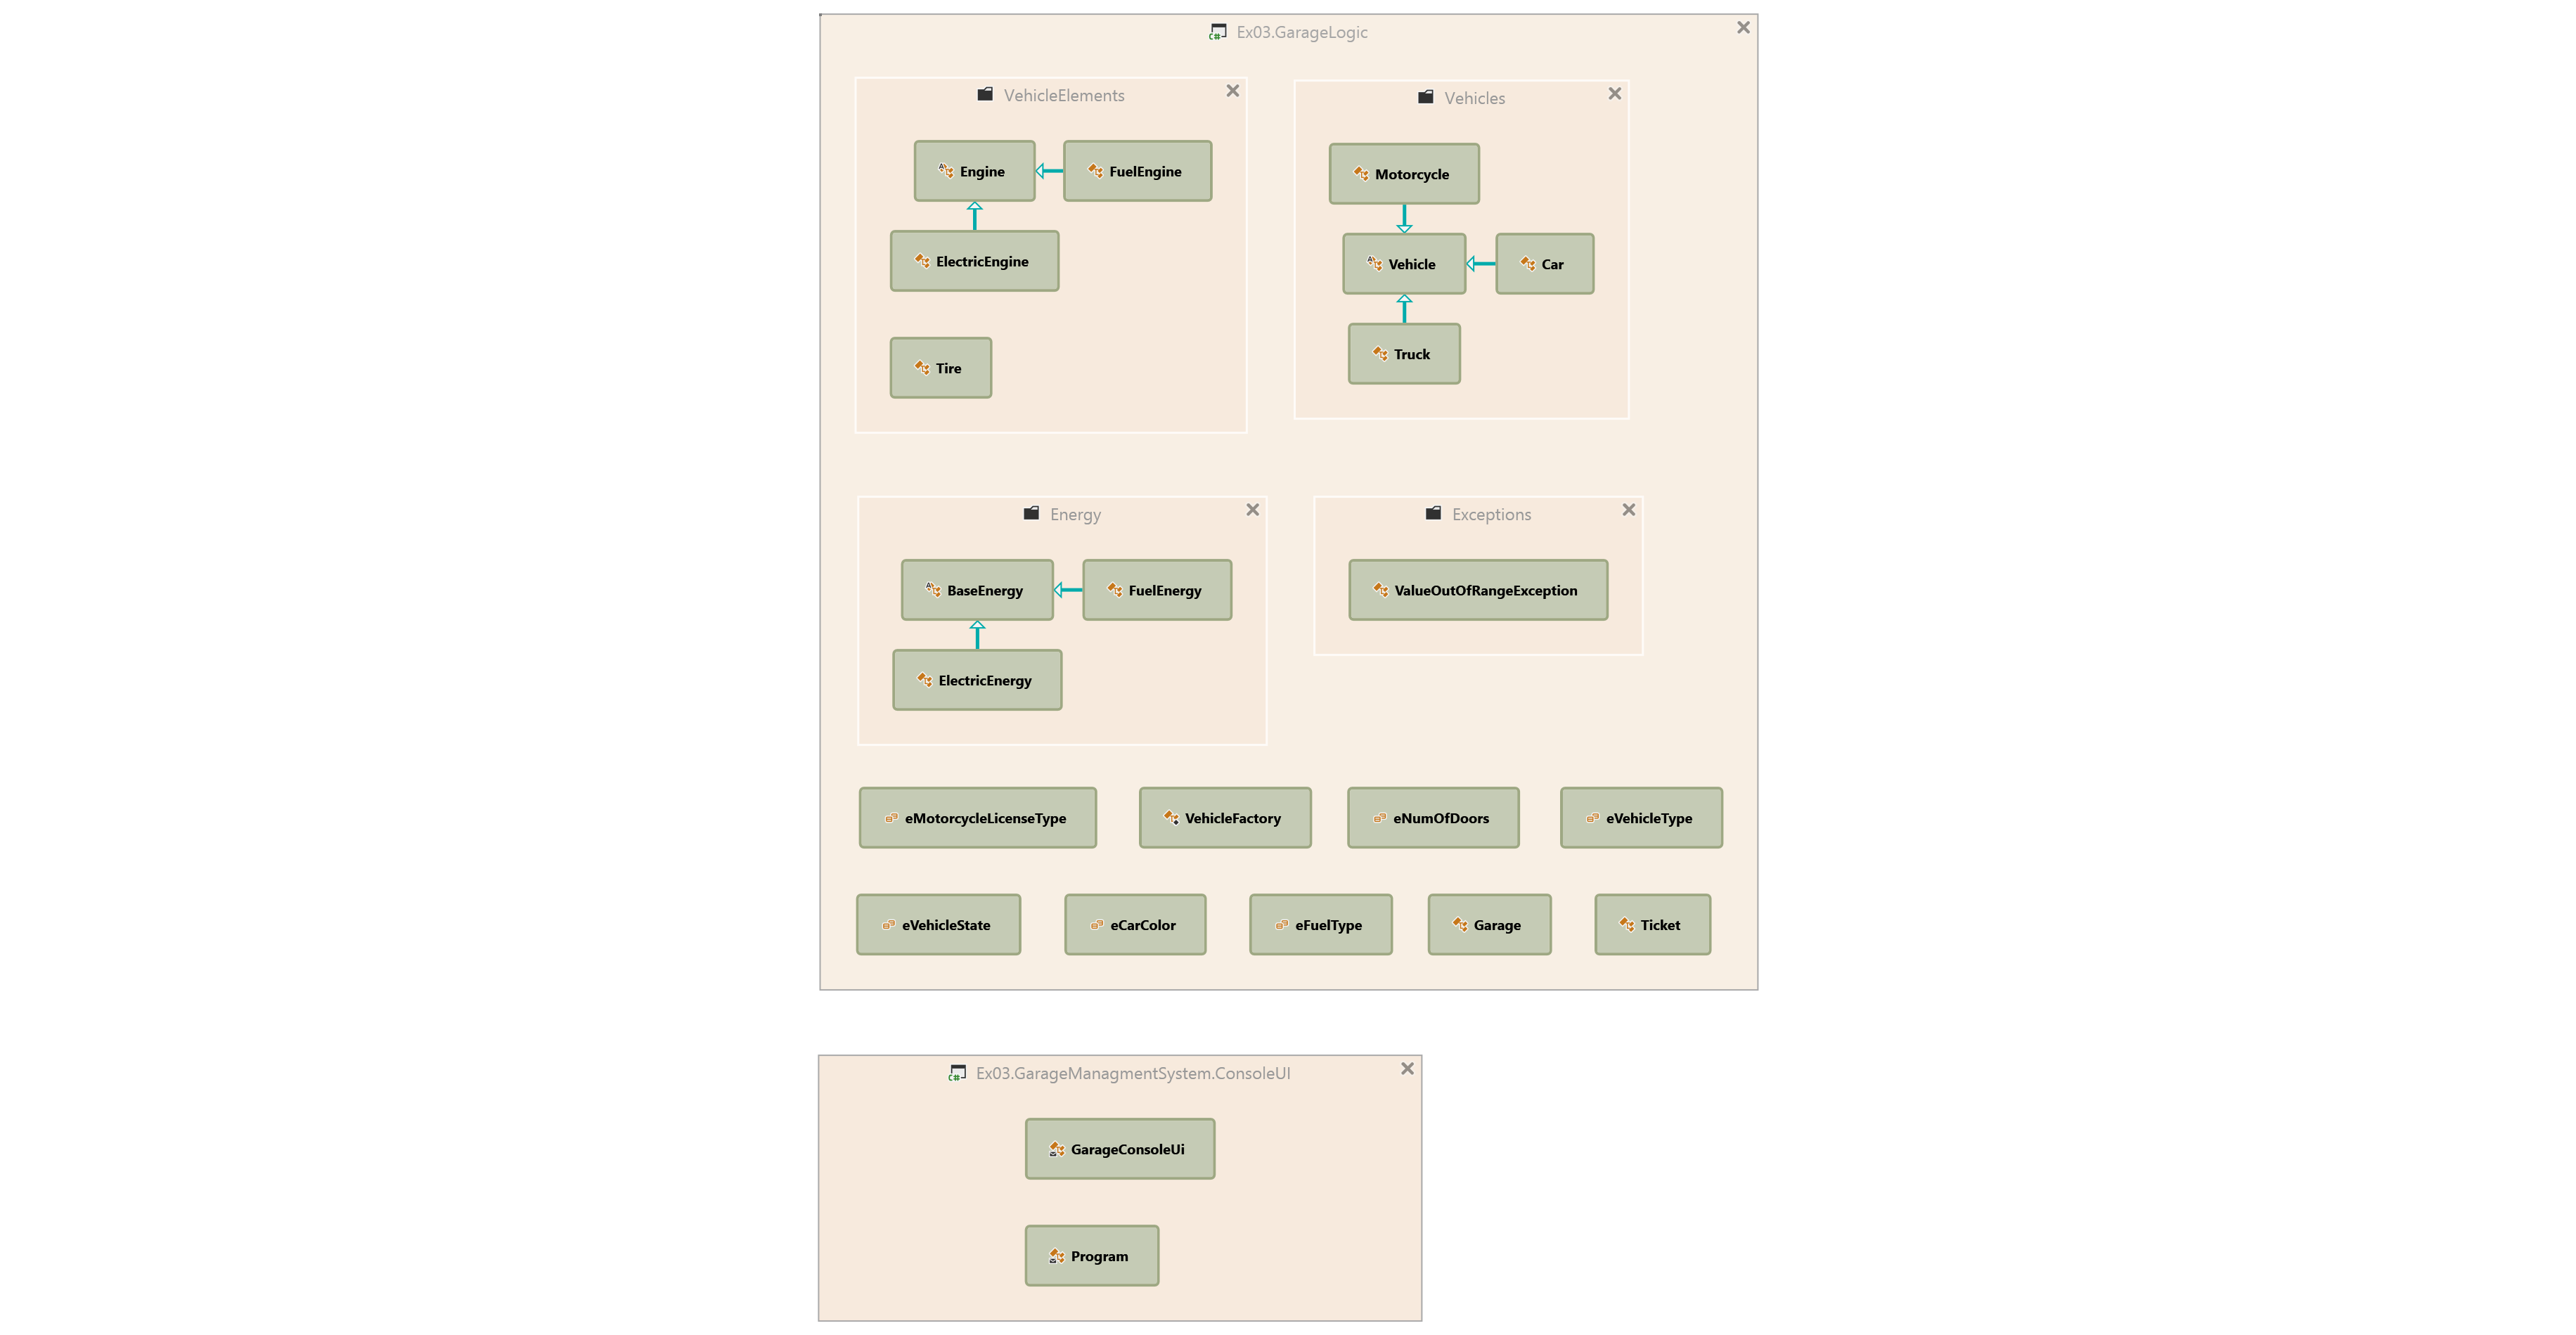 Ex03.GarageLogic
VehicleElements
Engine
FuelEngine
ElectricEngine
Tire
Vehicles
Motorcycle
Vehicle
Car
Truck
Energy
BaseEnergy
FuelEnergy
ElectricEnergy
Exceptions
ValueOutOfRangeException
eMotorcycleLicenseType
VehicleFactory
eNumOfDoors
eVehicleType
eVehicleState
eCarColor
eFuelType
Garage
Ticket
Ex03.GarageManagmentSystem.ConsoleUI
GarageConsoleUi
Program